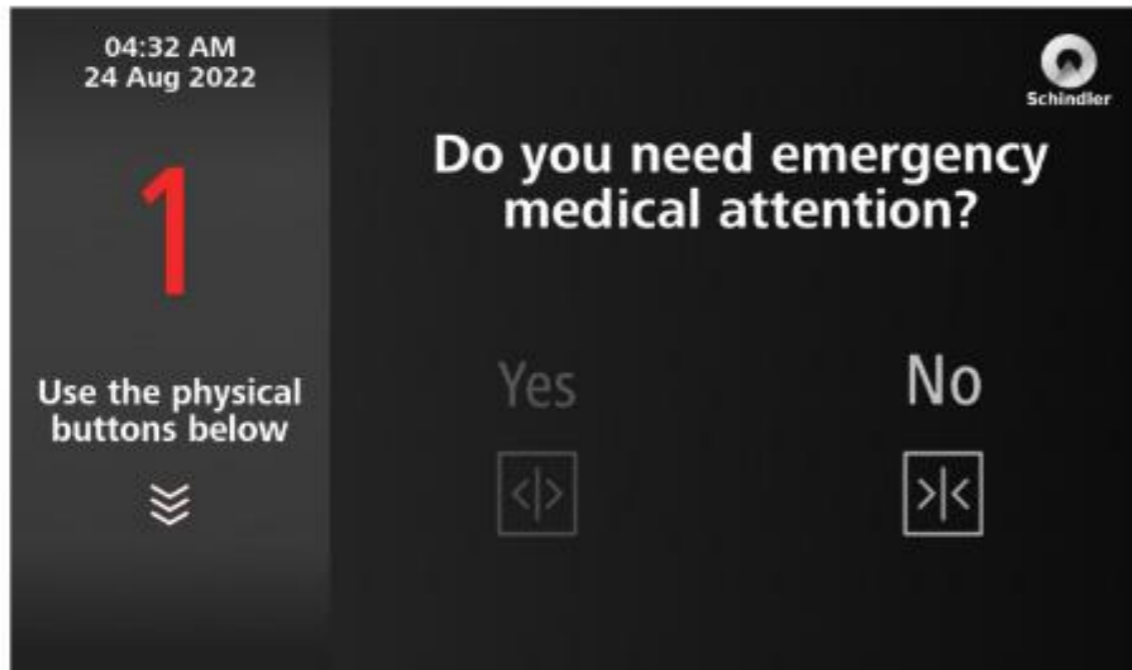 04:32 AM
24 Aug 2022
1
Use the physical
buttons below
Schindler
Do you need emergency
medical attention?
Yes
No
<|>
>|<